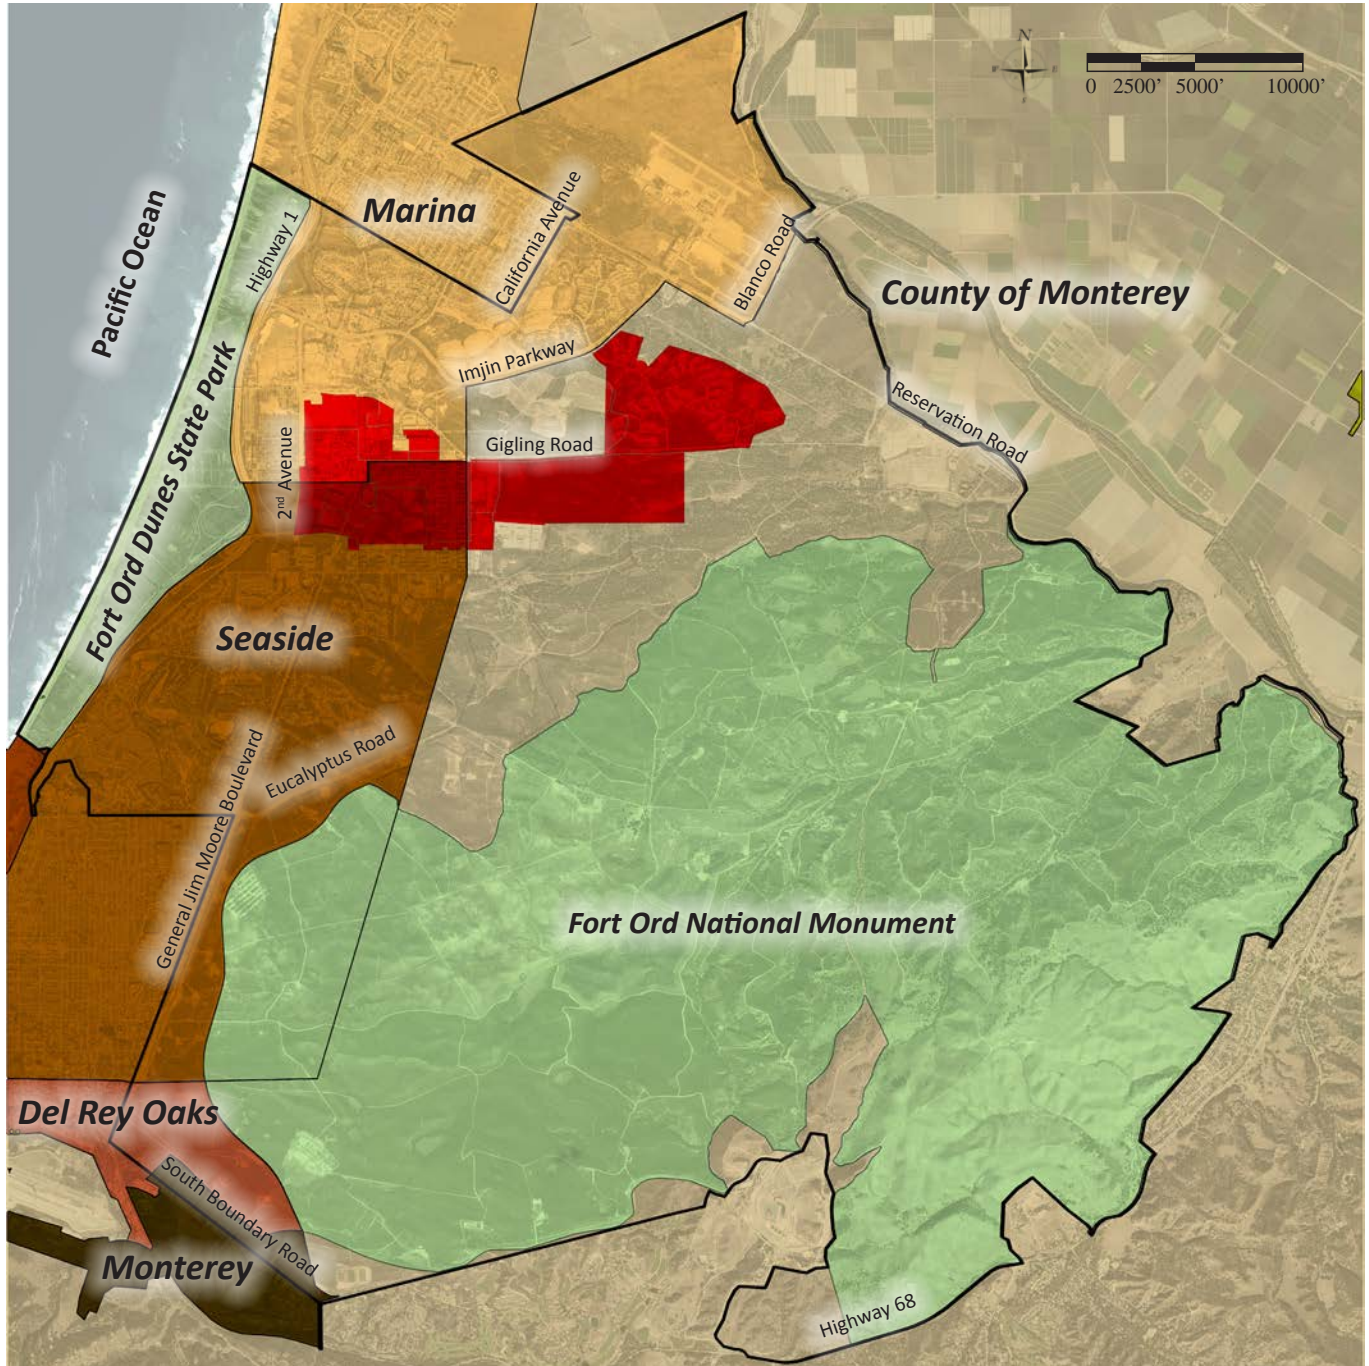 N
0 2500’ 5000’ 10000’
Marina
California Avenue
Pacific Ocean
Highway 1
Blanco Road
County of Monterey
Fort Ord Dunes State Park
Imjin Parkway
Reservation Road
2nd Avenue
Gigling Road
Seaside
General Jim Moore Boulevard
Eucalyptus Road
Fort Ord National Monument
Del Rey Oaks
South Boundary Road
Monterey
Highway 68